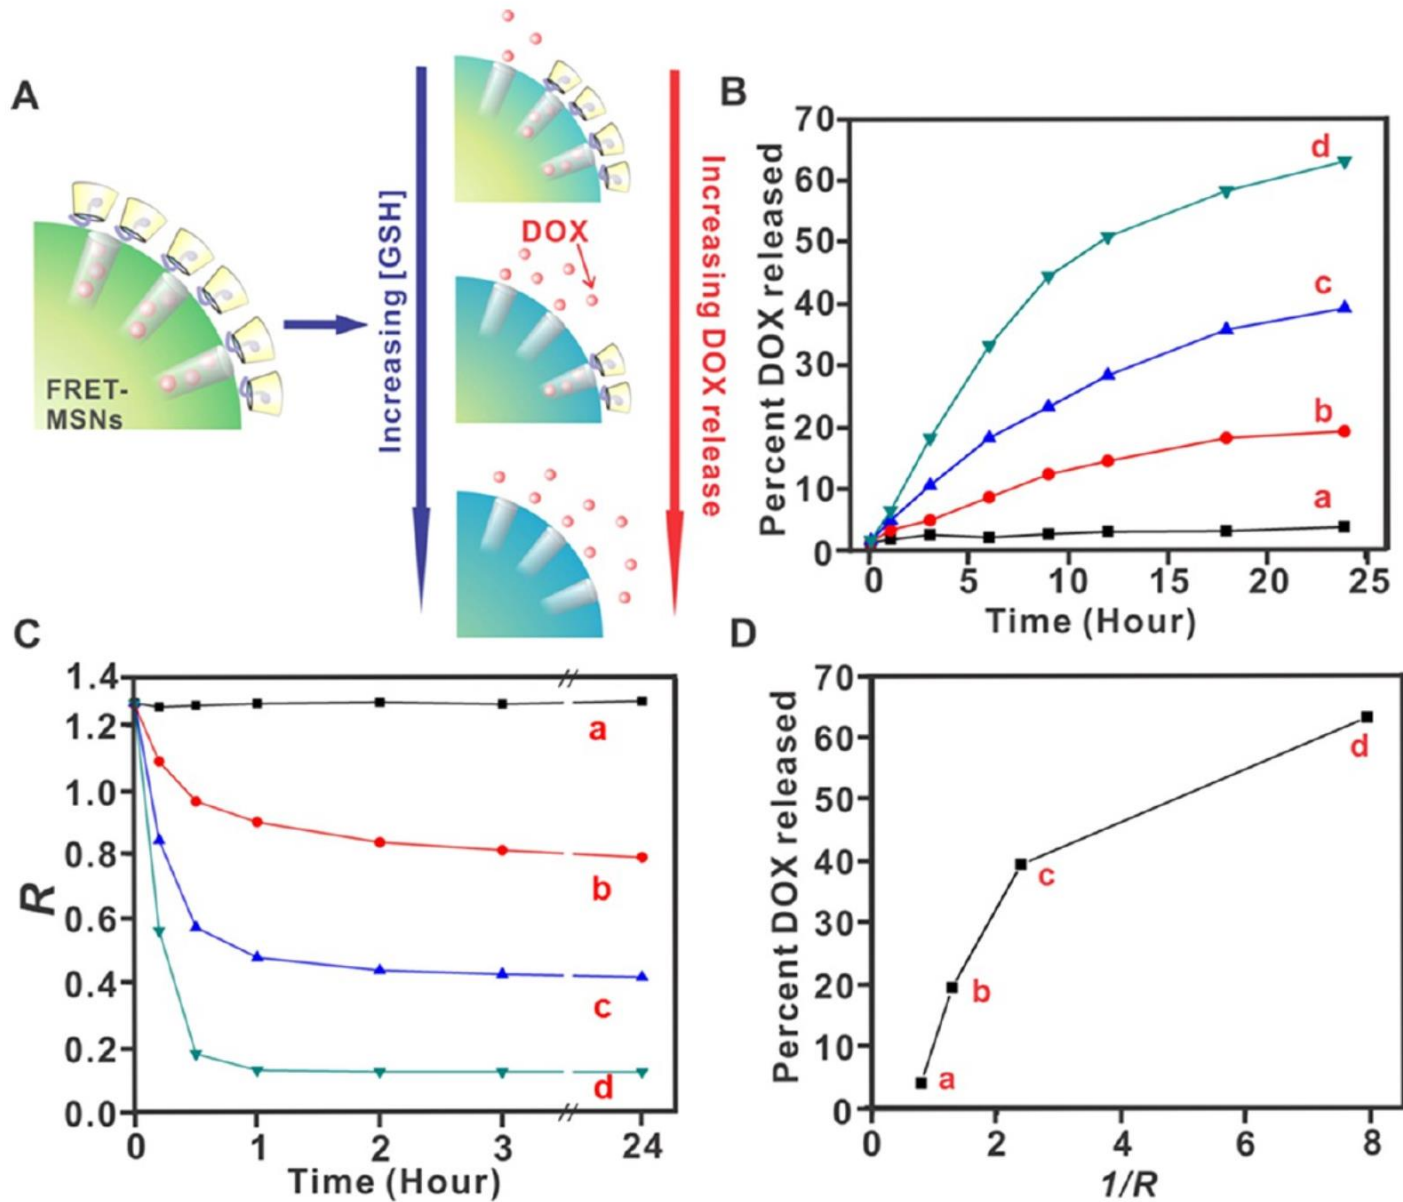 A
FRET-
MSNs
Increasing [GSH]
DOX
Increasing DOX release
B
Percent DOX released
70
60
50
40
30
20
10
0
d
c
b
a
0 5 10 15 20 25
Time (Hour)
C
R
1.4
1.2
1.0
0.8
0.6
0.4
0.2
0.0
a
b
c
d
0 1 2 3 24
Time (Hour)
D
Percent DOX released
70
60
50
40
30
20
10
0
d
c
b
a
0 2 4 6 8
1/R